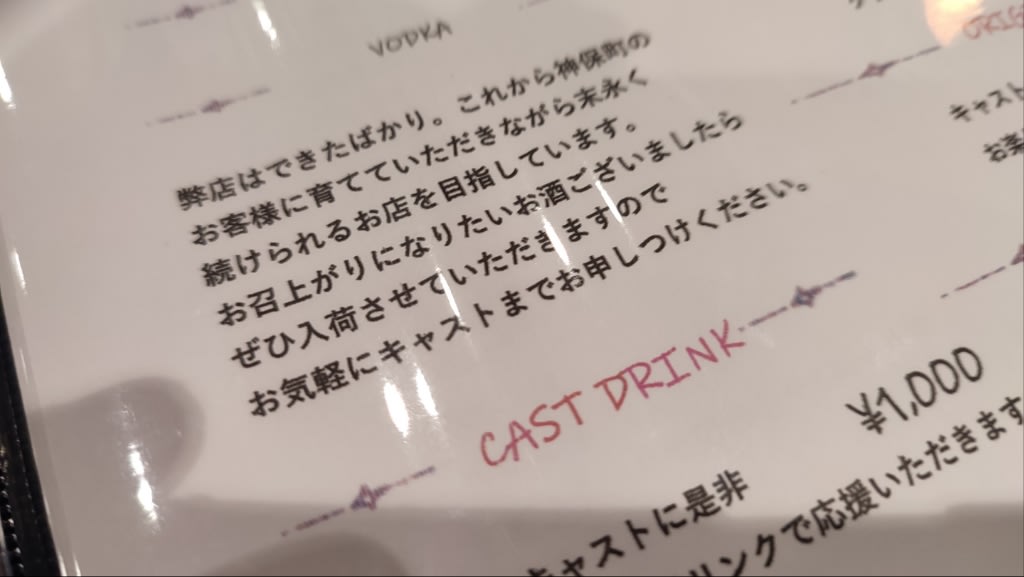 VODKA
弊店はできたばかり。これから神保町の
お客様に育てていただきながら末永く
続けられるお店を目指しています。
お召上がりになりたいお酒ございましたら
ぜひ入荷させていただきますので
お気軽にキャストまでお申しつけください。
CAST DRINK
¥1,000
キャストに是非
リンクで応援いただきます
キャスト
お楽